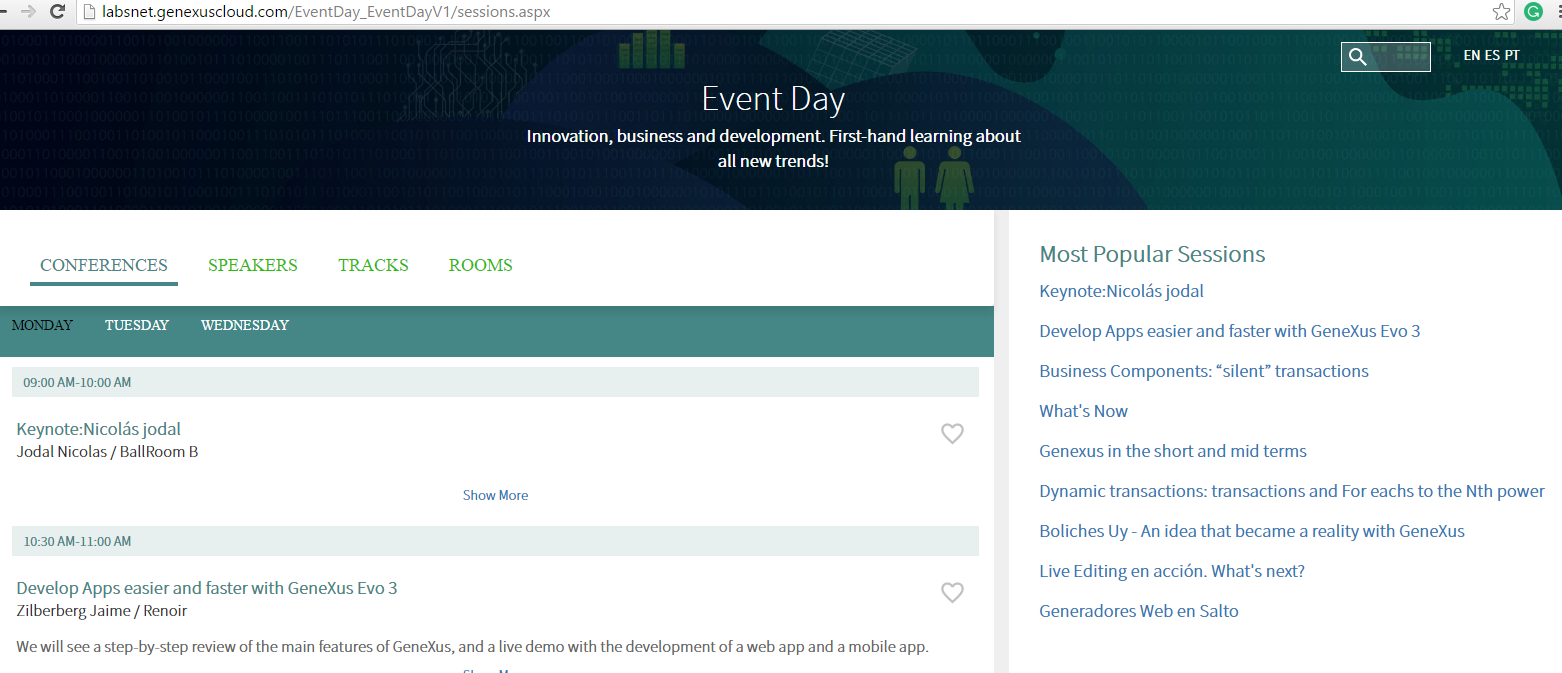 labsnet.genexuscloud.com/EventDay_EventDayV1/sessions.aspx
EN ES PT
Event Day
Innovation, business and development. First-hand learning about
all new trends!
CONFERENCES
SPEAKERS
TRACKS
ROOMS
MONDAY
TUESDAY
WEDNESDAY
09:00 AM-10:00 AM
Keynote:Nicolás jodal
Jodal Nicolas / BallRoom B
Show More
10:30 AM-11:00 AM
Develop Apps easier and faster with GeneXus Evo 3
Zilberberg Jaime / Renoir
We will see a step-by-step review of the main features of GeneXus, and a live demo with the development of a web app and a mobile app.
Most Popular Sessions
Keynote:Nicolás jodal
Develop Apps easier and faster with GeneXus Evo 3
Business Components: “silent” transactions
What's Now
Genexus in the short and mid terms
Dynamic transactions: transactions and For eachs to the Nth power
Boliches Uy - An idea that became a reality with GeneXus
Live Editing en acción. What's next?
Generadores Web en Salto